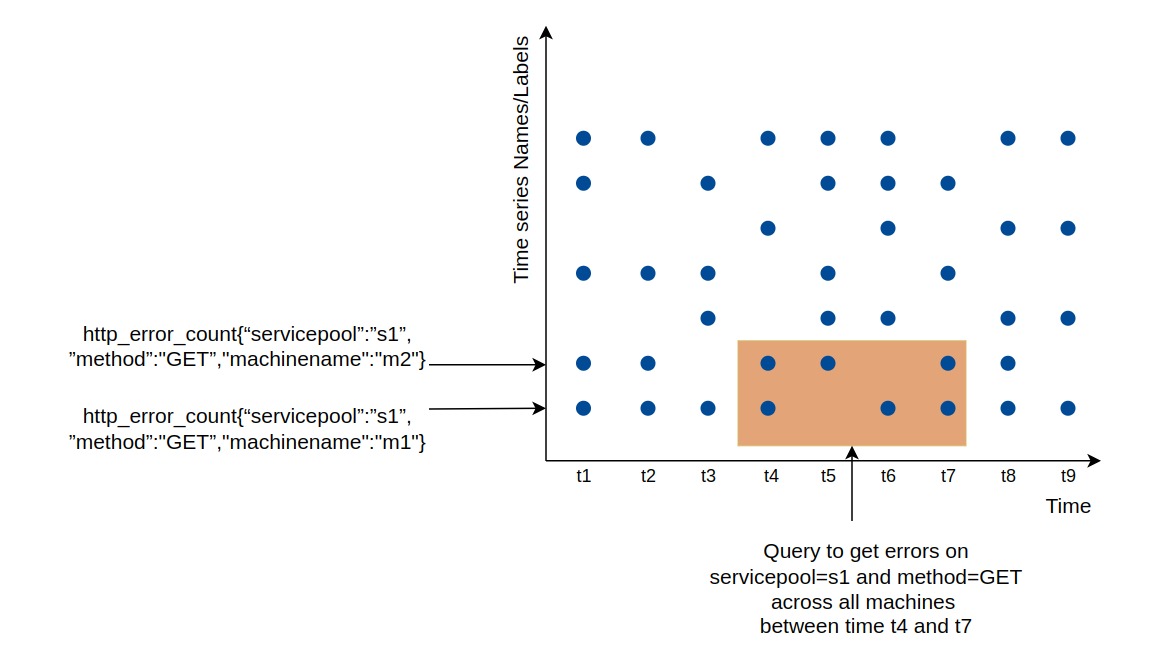 Time series Names/Labels
http_error_count{“servicepool”:”s1”,
”method”:"GET”,"machinename":"m2"}
http_error_count{“servicepool”:”s1”,
”method”:"GET”,"machinename":"m1"}
t1 t2 t3 t4 t5 t6 t7 t8 t9
Time
Query to get errors on
servicepool=s1 and method=GET
across all machines
between time t4 and t7